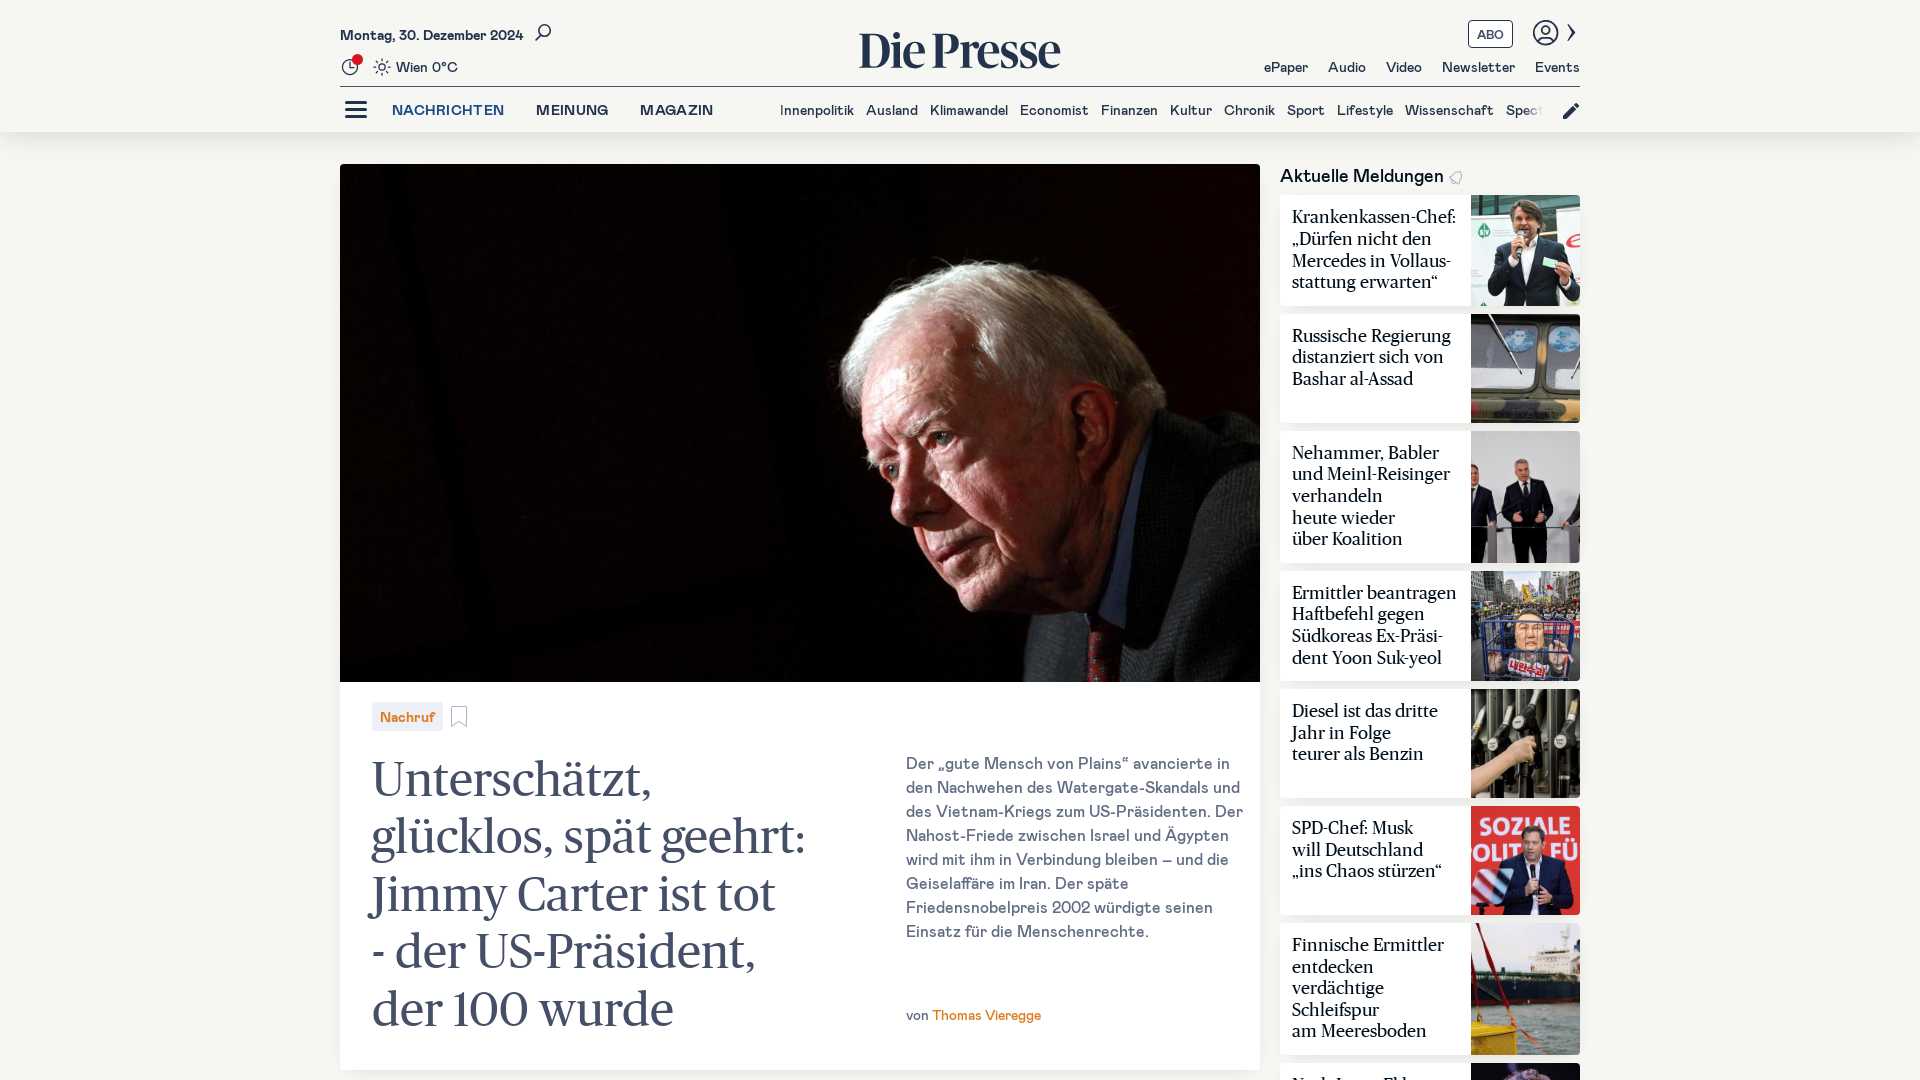 Montag, 30. Dezember 2024
Wien 0°C
Die Presse
ABO
ePaper Audio Video Newsletter Events
NACHRICHTEN MEINUNG MAGAZIN
Innenpolitik Ausland Klimawandel Economist Finanzen Kultur Chronik Sport Lifestyle Wissenschaft
Nachruf
Unterschätzt,
glücklos, spät geehrt:
Jimmy Carter ist tot
- der US-Präsident,
der 100 wurde
Der „gute Mensch von Plains“ avancierte in
den Nachwehen des Watergate-Skandals und
des Vietnam-Kriegs zum US-Präsidenten. Der
Nahost-Friede zwischen Israel und Ägypten
wird mit ihm in Verbindung bleiben – und die
Geiselaffäre im Iran. Der späte
Friedensnobelpreis 2002 würdigte seinen
Einsatz für die Menschenrechte.
von Thomas Vieregge
Aktuelle Meldungen
Krankenkassen-Chef:
„Dürfen nicht den
Mercedes in Vollaus-
stattung erwarten“
Russische Regierung
distanziert sich von
Bashar al-Assad
Nehammer, Babler
und Meinl-Reisinger
verhandeln
heute wieder
über Koalition
Ermittler beantragen
Haftbefehl gegen
Südkoreas Ex-Präsi-
dent Yoon Suk-yeol
Diesel ist das dritte
Jahr in Folge
teurer als Benzin
SPD-Chef: Musk
will Deutschland
„ins Chaos stürzen“
SOZIALE
Finnische Ermittler
entdecken
verdächtige
Schleifspur
am Meeresboden